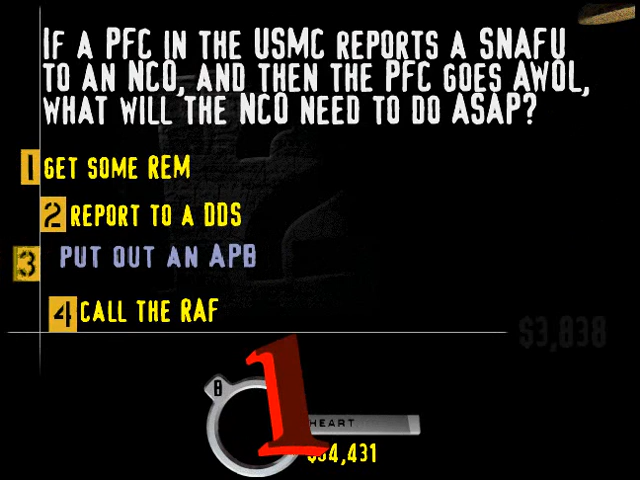 IF A PFC IN THE USMC REPORTS A SNAFU
TO AN NCO, AND THEN THE PFC GOES AWOL,
WHAT WILL THE NCO NEED TO DO ASAP?
1 GET SOME REM
2 REPORT TO A DDS
3 PUT OUT AN APB
4 CALL THE RAF
$3,838
B
1
HEART
4,431